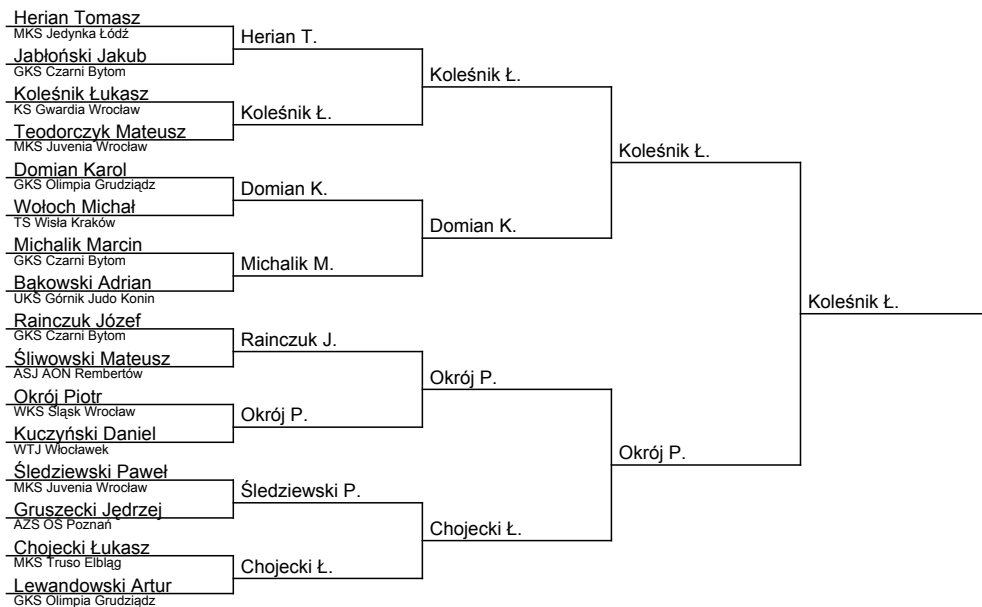 Herian Tomasz
MKS Jedynka Łódź
Jabłoński Jakub
GKS Czarni Bytom
Koleśnik Łukasz
KS Gwardia Wrocław
Teodorczyk Mateusz
MKS Juvenia Wrocław
Domian Karol
GKS Olimpia Grudziądz
Wołoch Michał
TS Wisła Kraków
Michalik Marcin
GKS Czarni Bytom
Bąkowski Adrian
UKS Górnik Judo Konin
Rainczuk Józef
GKS Czarni Bytom
Śliwowski Mateusz
ASJ AON Rembertów
Okrój Piotr
WKS Śląsk Wrocław
Kuczyński Daniel
WTJ Włocławek
Śledziewski Paweł
MKS Juvenia Wrocław
Gruszecki Jędrzej
AZS OŚ Poznań
Chojecki Łukasz
MKS Truso Elbląg
Lewandowski Artur
GKS Olimpia Grudziądz
Herian T.
Koleśnik Ł.
Domian K.
Michalik M.
Rainczuk J.
Okrój P.
Śledziewski P.
Chojecki Ł.
Koleśnik Ł.
Domian K.
Okrój P.
Chojecki Ł.
Koleśnik Ł.
Okrój P.
Koleśnik Ł.